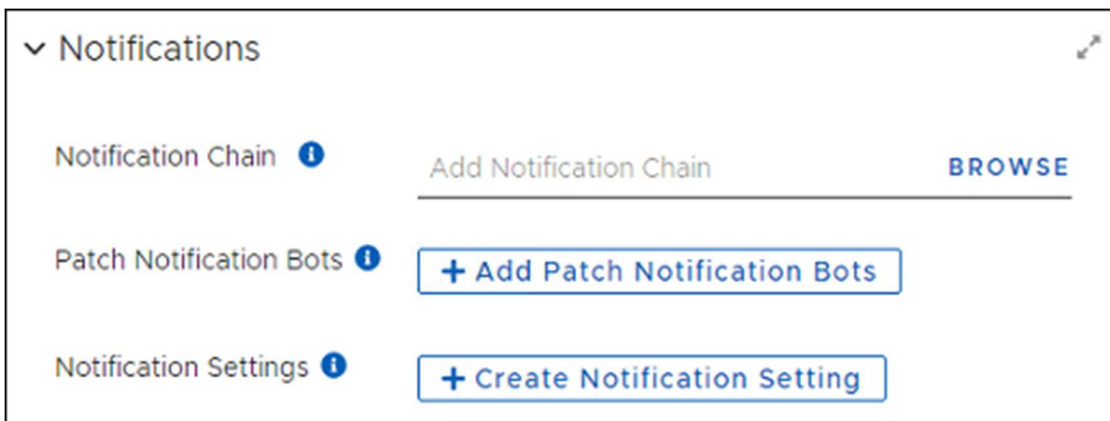 Notifications
Notification Chain
Add Notification Chain BROWSE
Patch Notification Bots
+ Add Patch Notification Bots
Notification Settings
+ Create Notification Setting